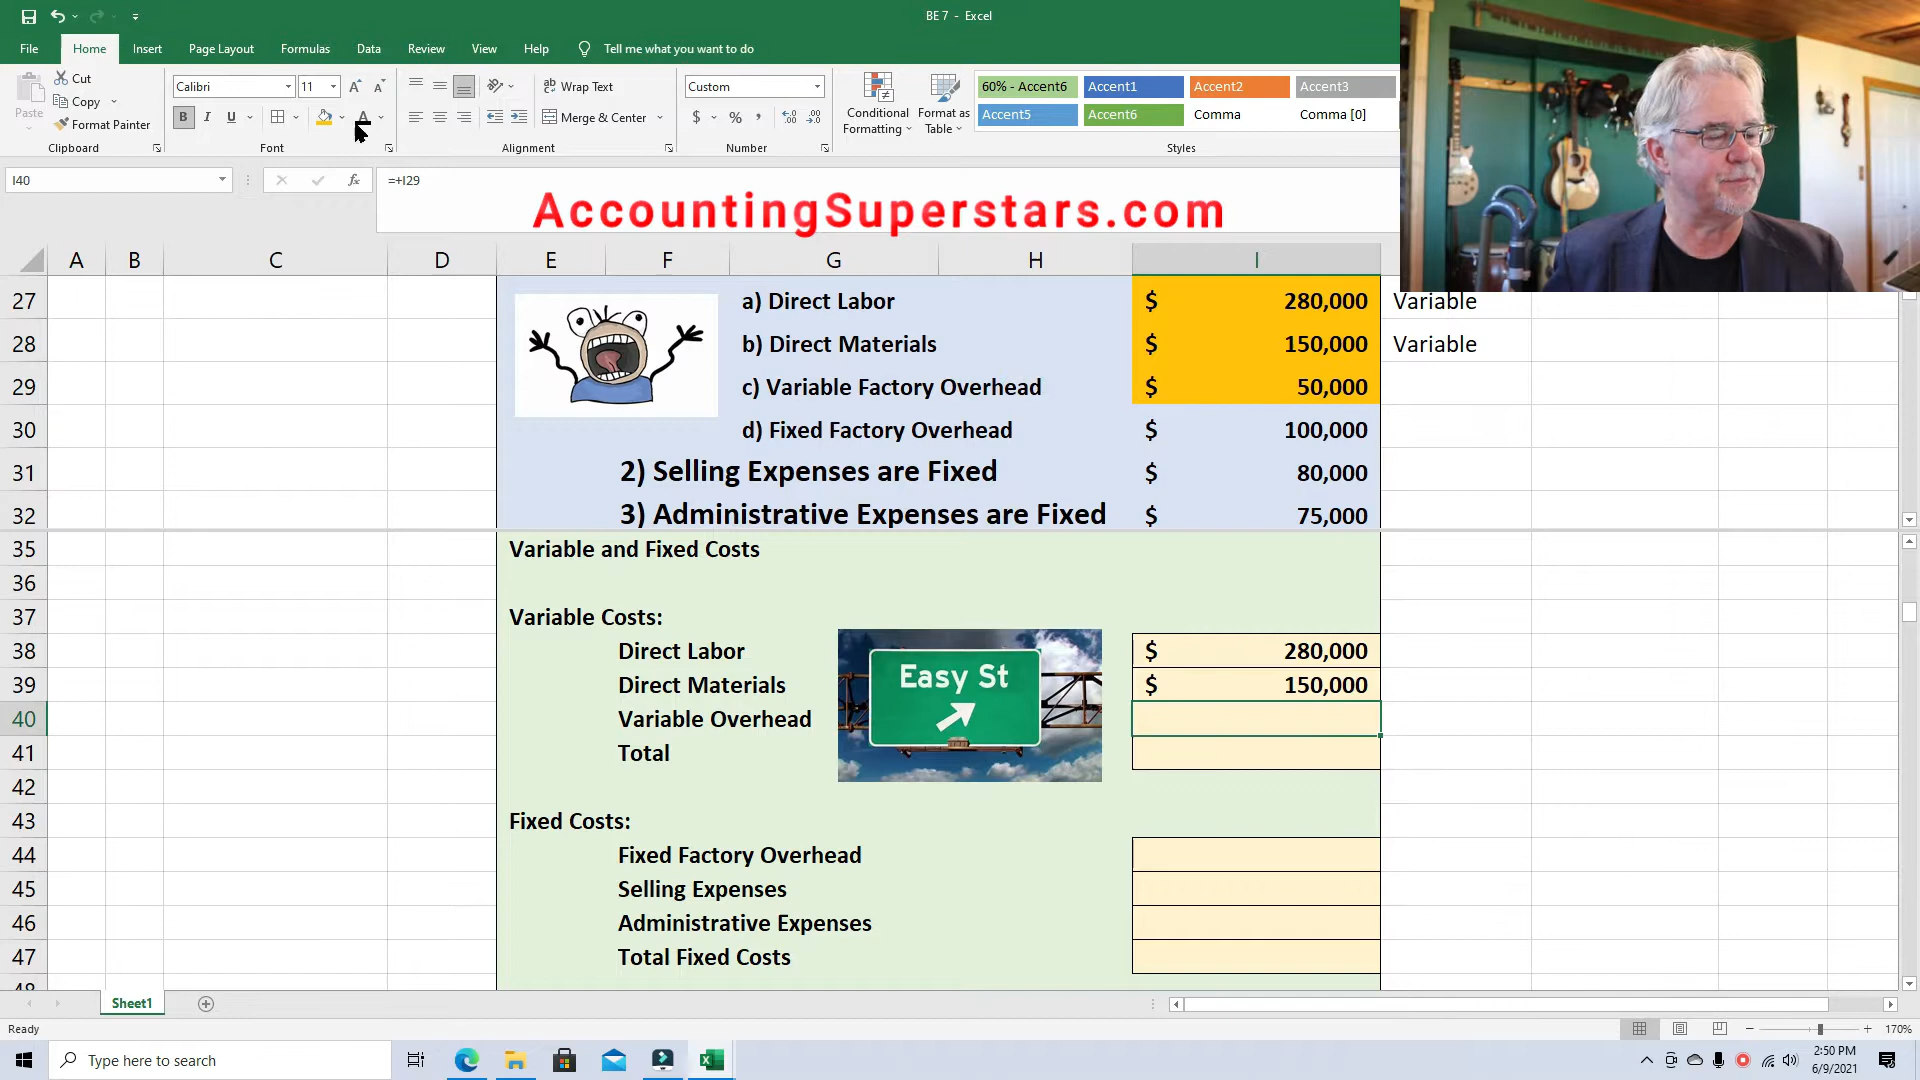 BE 7 - Excel
File Home Insert Page Layout Formulas Data Review View Help Tell me what you want to do
Paste
Cut
Copy
Format Painter
Clipboard
Calibri 11
B I U
Font
Wrap Text
Merge & Center
Alignment
Custom
$ % ,
Number
Conditional Formatting
Format as Table
60% - Accent6 Accent1 Accent2 Accent3
Accent5 Accent6 Comma Comma [0]
Styles
I40 fx =+I29
AccountingSuperstars.com
A B C D E F G H I
27 a) Direct Labor $ 280,000 Variable
28 b) Direct Materials $ 150,000 Variable
29 c) Variable Factory Overhead $ 50,000
30 d) Fixed Factory Overhead $ 100,000
31 2) Selling Expenses are Fixed $ 80,000
32 3) Administrative Expenses are Fixed $ 75,000
35 Variable and Fixed Costs
36
37 Variable Costs:
38 Direct Labor $ 280,000
39 Direct Materials $ 150,000
40 Variable Overhead
41 Total
Easy St
42
43 Fixed Costs:
44 Fixed Factory Overhead
45 Selling Expenses
46 Administrative Expenses
47 Total Fixed Costs
48
Sheet1
Ready 170%
Type here to search
2:50 PM
6/9/2021